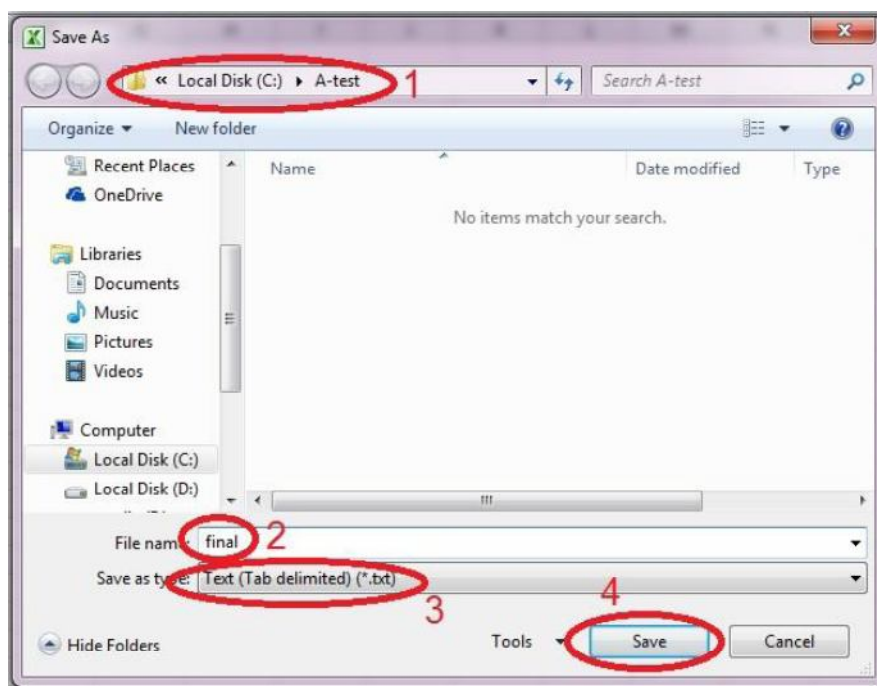 Save As
« Local Disk (C:) ▸ A-test 1 Search A-test
Organize New folder
Name Date modified Type
Recent Places
OneDrive
No items match your search.
Libraries
Documents
Music
Pictures
Videos
Computer
Local Disk (C:)
Local Disk (D:)
File name: final 2
Save as type: Text (Tab delimited) (*.txt)
3 4
Hide Folders Tools Save Cancel